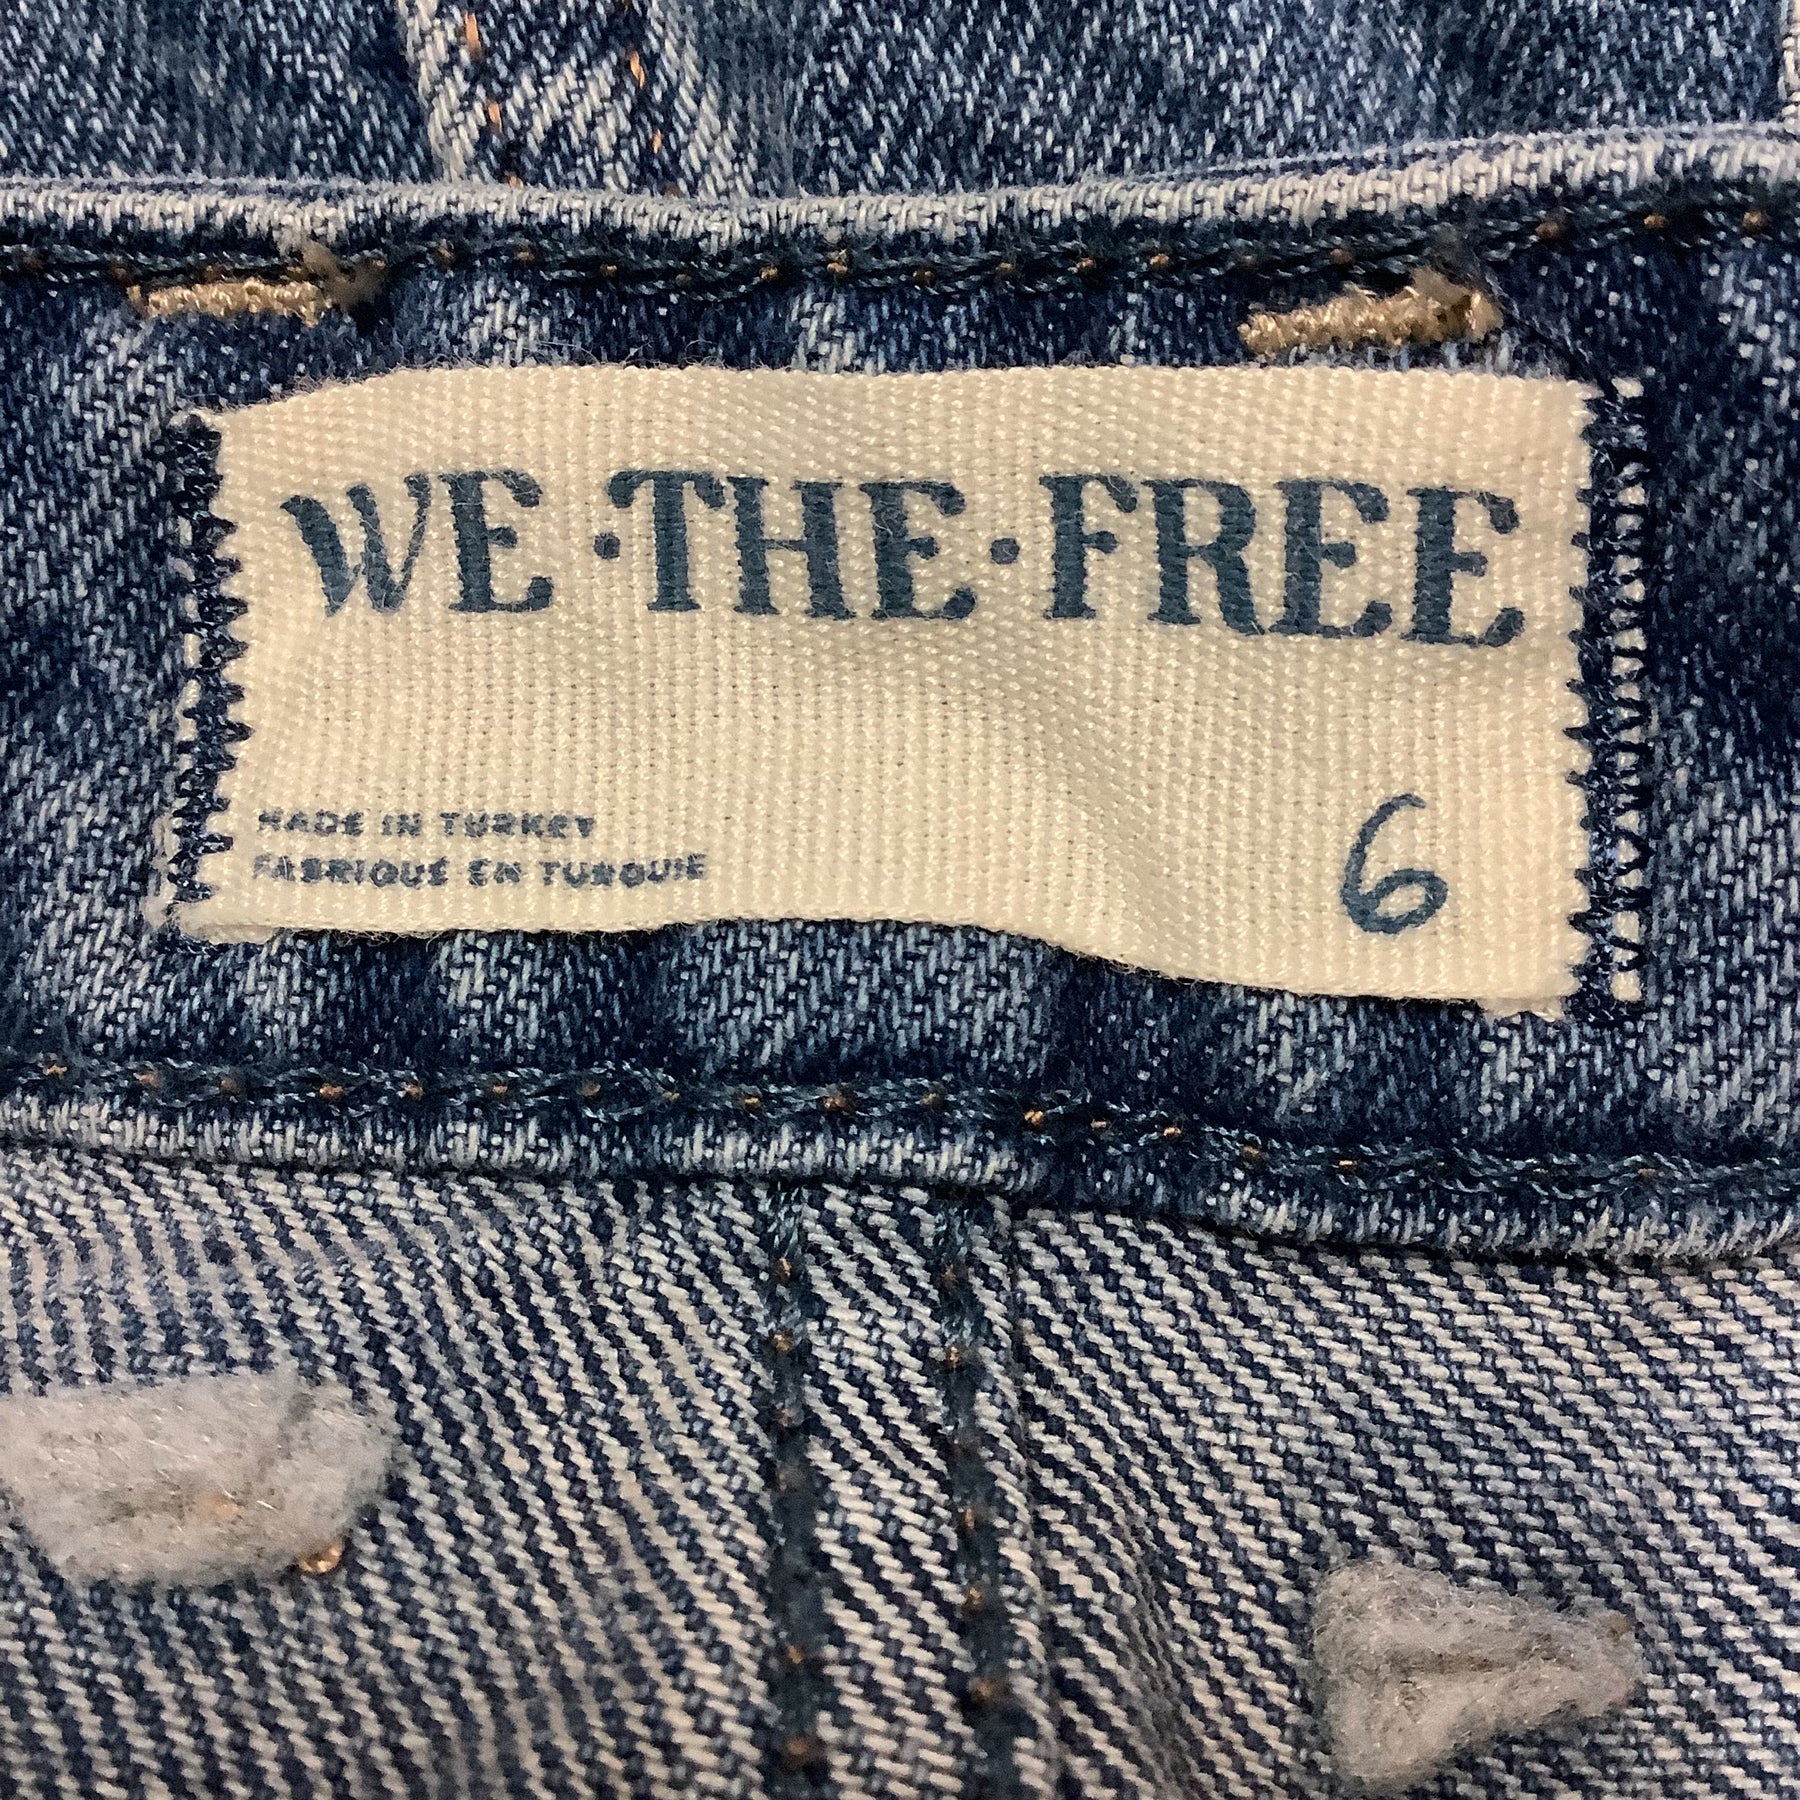 WE·THE·FREE
MADE IN TURKEY
FABRIQUÉ EN TURQUIE
6